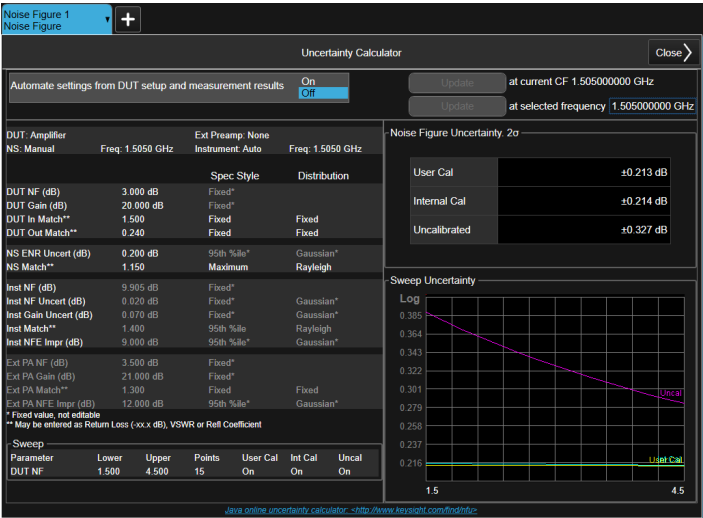 Noise Figure 1
Noise Figure
+
Uncertainty Calculator
Close
Automate settings from DUT setup and measurement results
On
Off
Update at current CF 1.505000000 GHz
Update at selected frequency 1.505000000 GHz
DUT: Amplifier Ext Preamp: None
NS: Manual Freq: 1.5050 GHz Instrument: Auto Freq: 1.5050 GHz
Spec Style Distribution
DUT NF (dB) 3.000 dB Fixed*
DUT Gain (dB) 20.000 dB Fixed*
DUT In Match** 1.500 Fixed Fixed
DUT Out Match** 0.240 Fixed Fixed
NS ENR Uncert (dB) 0.200 dB 95th %ile* Gaussian*
NS Match** 1.150 Maximum Rayleigh
Inst NF (dB) 9.905 dB Fixed*
Inst NF Uncert (dB) 0.020 dB Fixed* Gaussian*
Inst Gain Uncert (dB) 0.070 dB Fixed* Gaussian*
Inst Match** 1.400 95th %ile Rayleigh
Inst NFE Impr (dB) 9.000 dB 95th %ile* Gaussian*
Ext PA NF (dB) 3.500 dB Fixed*
Ext PA Gain (dB) 21.000 dB Fixed*
Ext PA Match** 1.300 Fixed Fixed
Ext PA NFE Impr (dB) 12.000 dB 95th %ile* Gaussian*
* Fixed value, not editable
** May be entered as Return Loss (-xx.x dB), VSWR or Refl Coefficient
Sweep
Parameter Lower Upper Points User Cal Int Cal Uncal
DUT NF 1.500 4.500 15 On On On
Noise Figure Uncertainty. 2σ
User Cal ±0.213 dB
Internal Cal ±0.214 dB
Uncalibrated ±0.327 dB
Sweep Uncertainty
Log
0.385
0.364
0.343
0.322
0.301
0.279
0.258
0.237
0.216
Uncal
User Cal
1.5 4.5
Java online uncertainty calculator: <http://www.keysight.com/find/nfu>